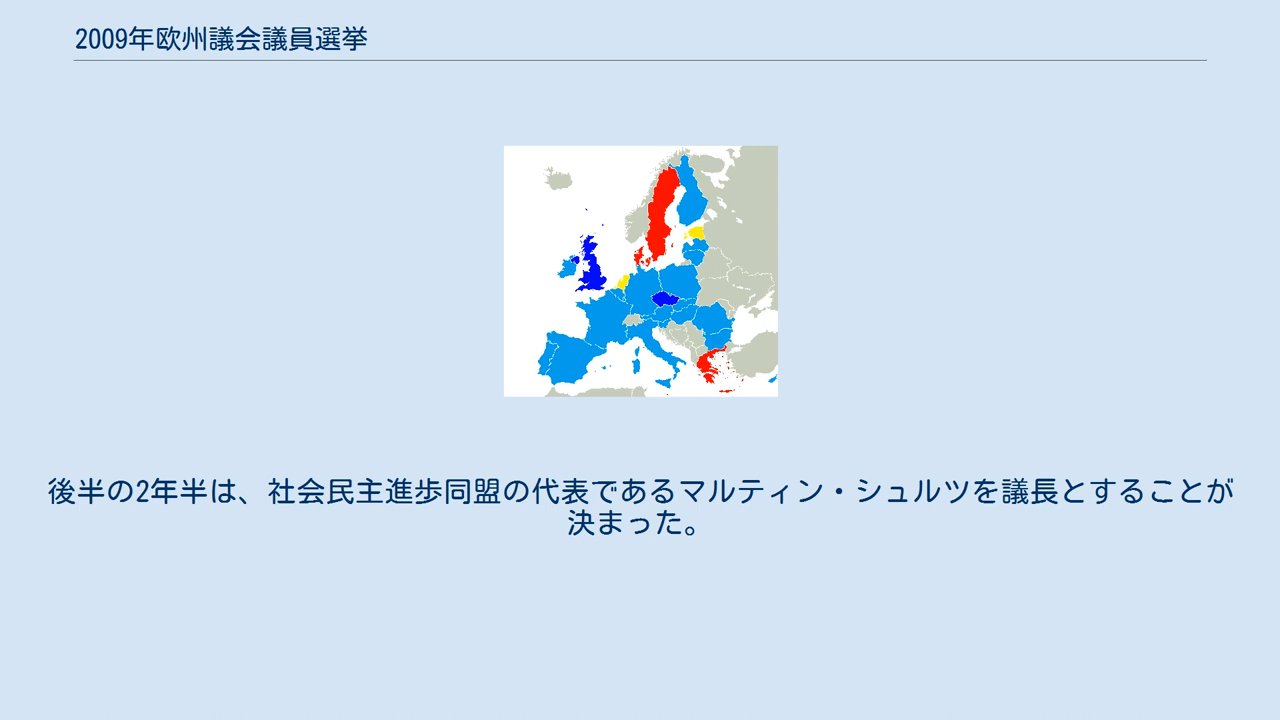 2009年欧州議会議員選挙
後半の2年半は、社会民主進歩同盟の代表であるマルティン・シュルツを議長とすることが
決まった。